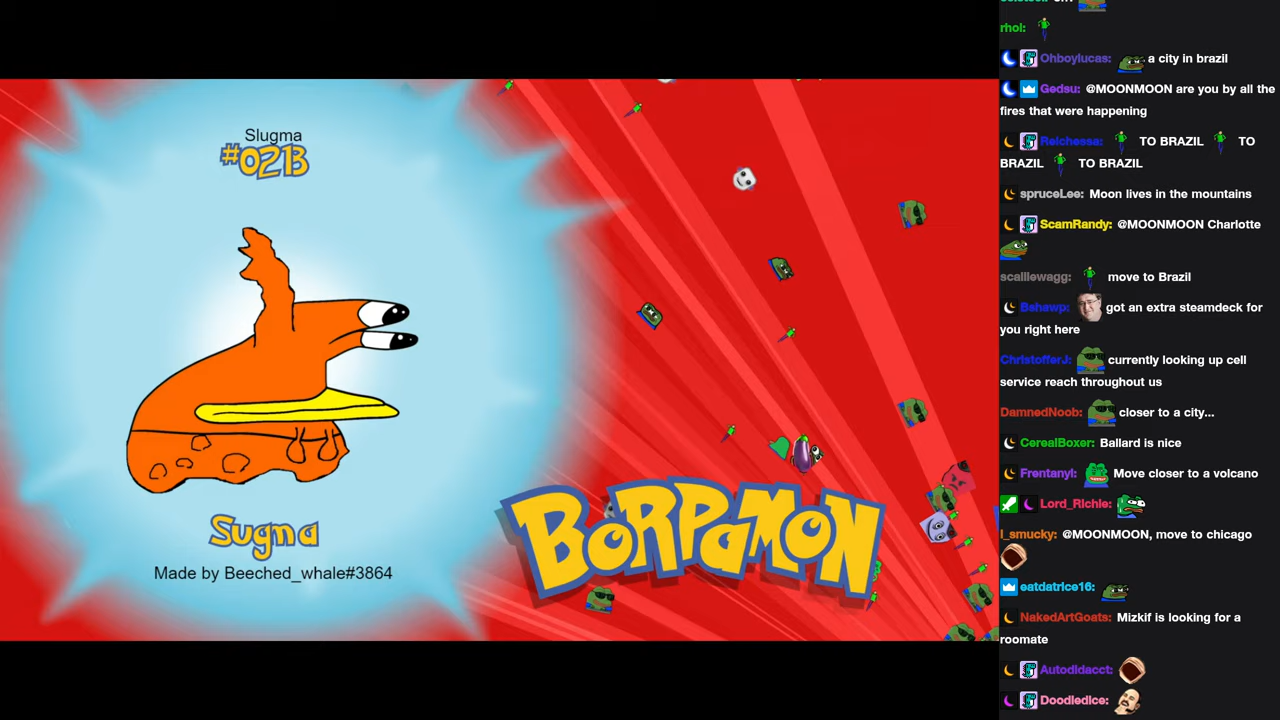 Slugma
#021B
Sugma
Made by Beeched_whale#3864
BORPAMON
rhol:
Ohboylucas: a city in brazil
Gedsu: @MOONMOON are you by all the
fires that were happening
Reichessa: TO BRAZIL TO
BRAZIL TO BRAZIL
spruceLee: Moon lives in the mountains
ScamRandy: @MOONMOON Charlotte
scalliewagg: move to Brazil
Bshawp: got an extra steamdeck for
you right here
ChristofferJ: currently looking up cell
service reach throughout us
DamnedNoob: closer to a city...
CerealBoxer: Ballard is nice
Frentanyl: Move closer to a volcano
Lord_Richie:
l_smucky: @MOONMOON, move to chicago
eatdatrice16:
NakedArtGoats: Mizkif is looking for a
roomate
Autodidacct:
DoodledIce: